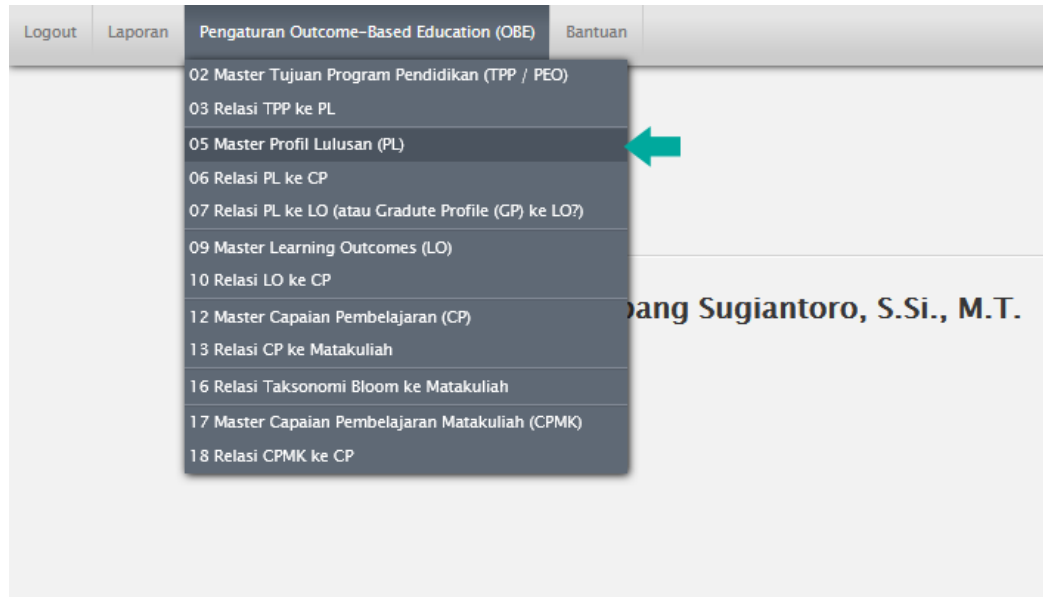 Logout Laporan Pengaturan Outcome-Based Education (OBE) Bantuan
02 Master Tujuan Program Pendidikan (TPP / PEO)
03 Relasi TPP ke PL
05 Master Profil Lulusan (PL)
06 Relasi PL ke CP
07 Relasi PL ke LO (atau Gradute Profile (GP) ke LO?)
09 Master Learning Outcomes (LO)
10 Relasi LO ke CP
12 Master Capaian Pembelajaran (CP)
13 Relasi CP ke Matakuliah
16 Relasi Taksonomi Bloom ke Matakuliah
17 Master Capaian Pembelajaran Matakuliah (CPMK)
18 Relasi CPMK ke CP
Sugiantoro, S.Si., M.T.